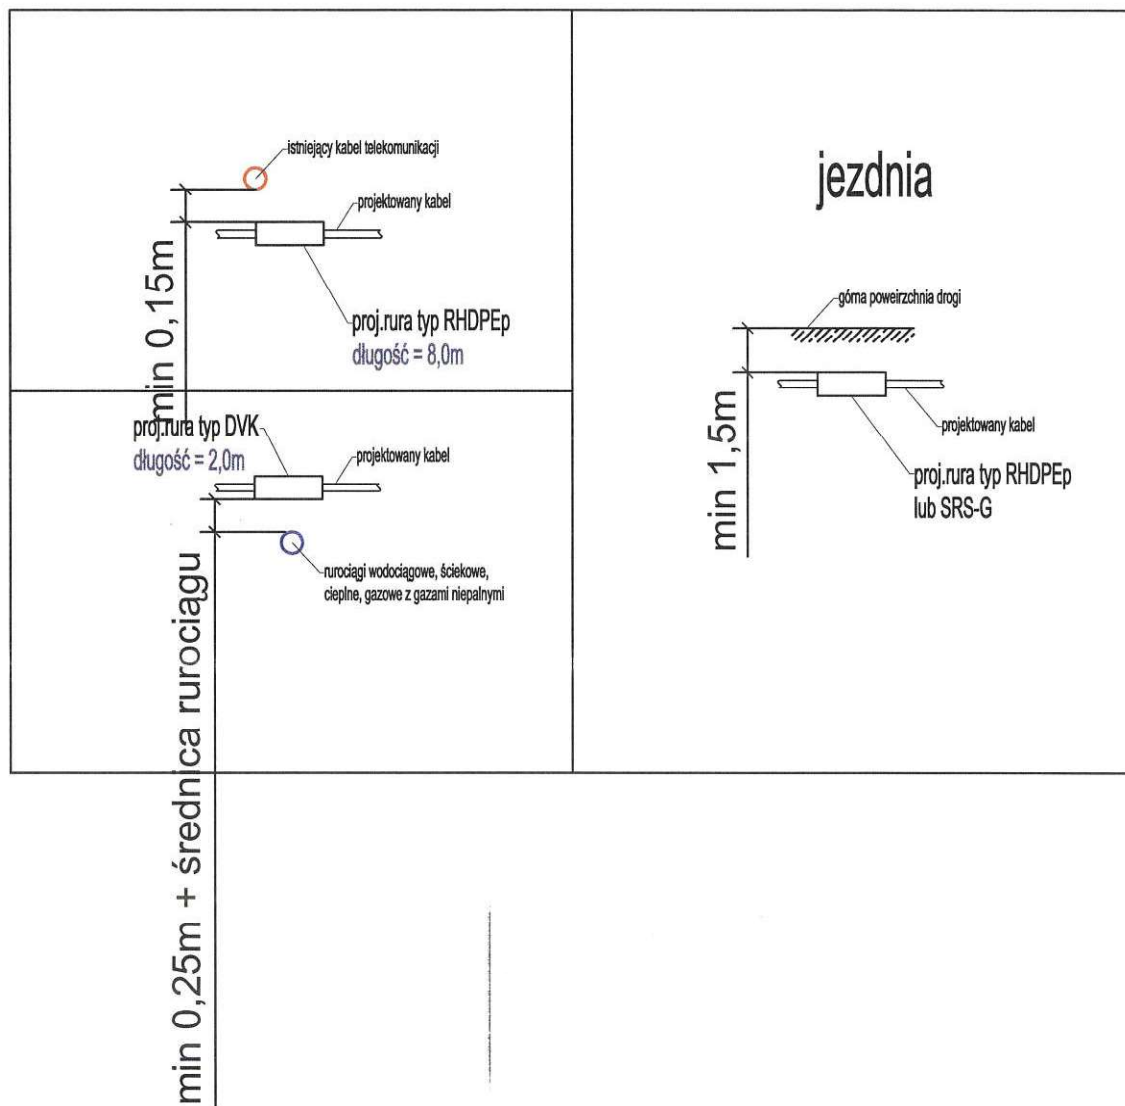 istniejący kabel telekomunikacji
projektowany kabel
min 0,15m
proj.rura typ RHDPEp
długość = 8,0m
proj.rura typ DVK
długość = 2,0m
projektowany kabel
rurociągi wodociągowe, ściekowe,
cieplne, gazowe z gazami niepalnymi
min 0,25m + średnica rurociągu
jezdnia
górna poweirzchnia drogi
projektowany kabel
min 1,5m
proj.rura typ RHDPEp
lub SRS-G